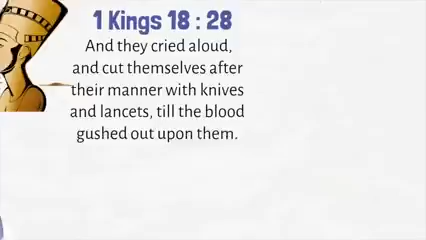 1 Kings 18 : 28
And they cried aloud,
and cut themselves after
their manner with knives
and lancets, till the blood
gushed out upon them.